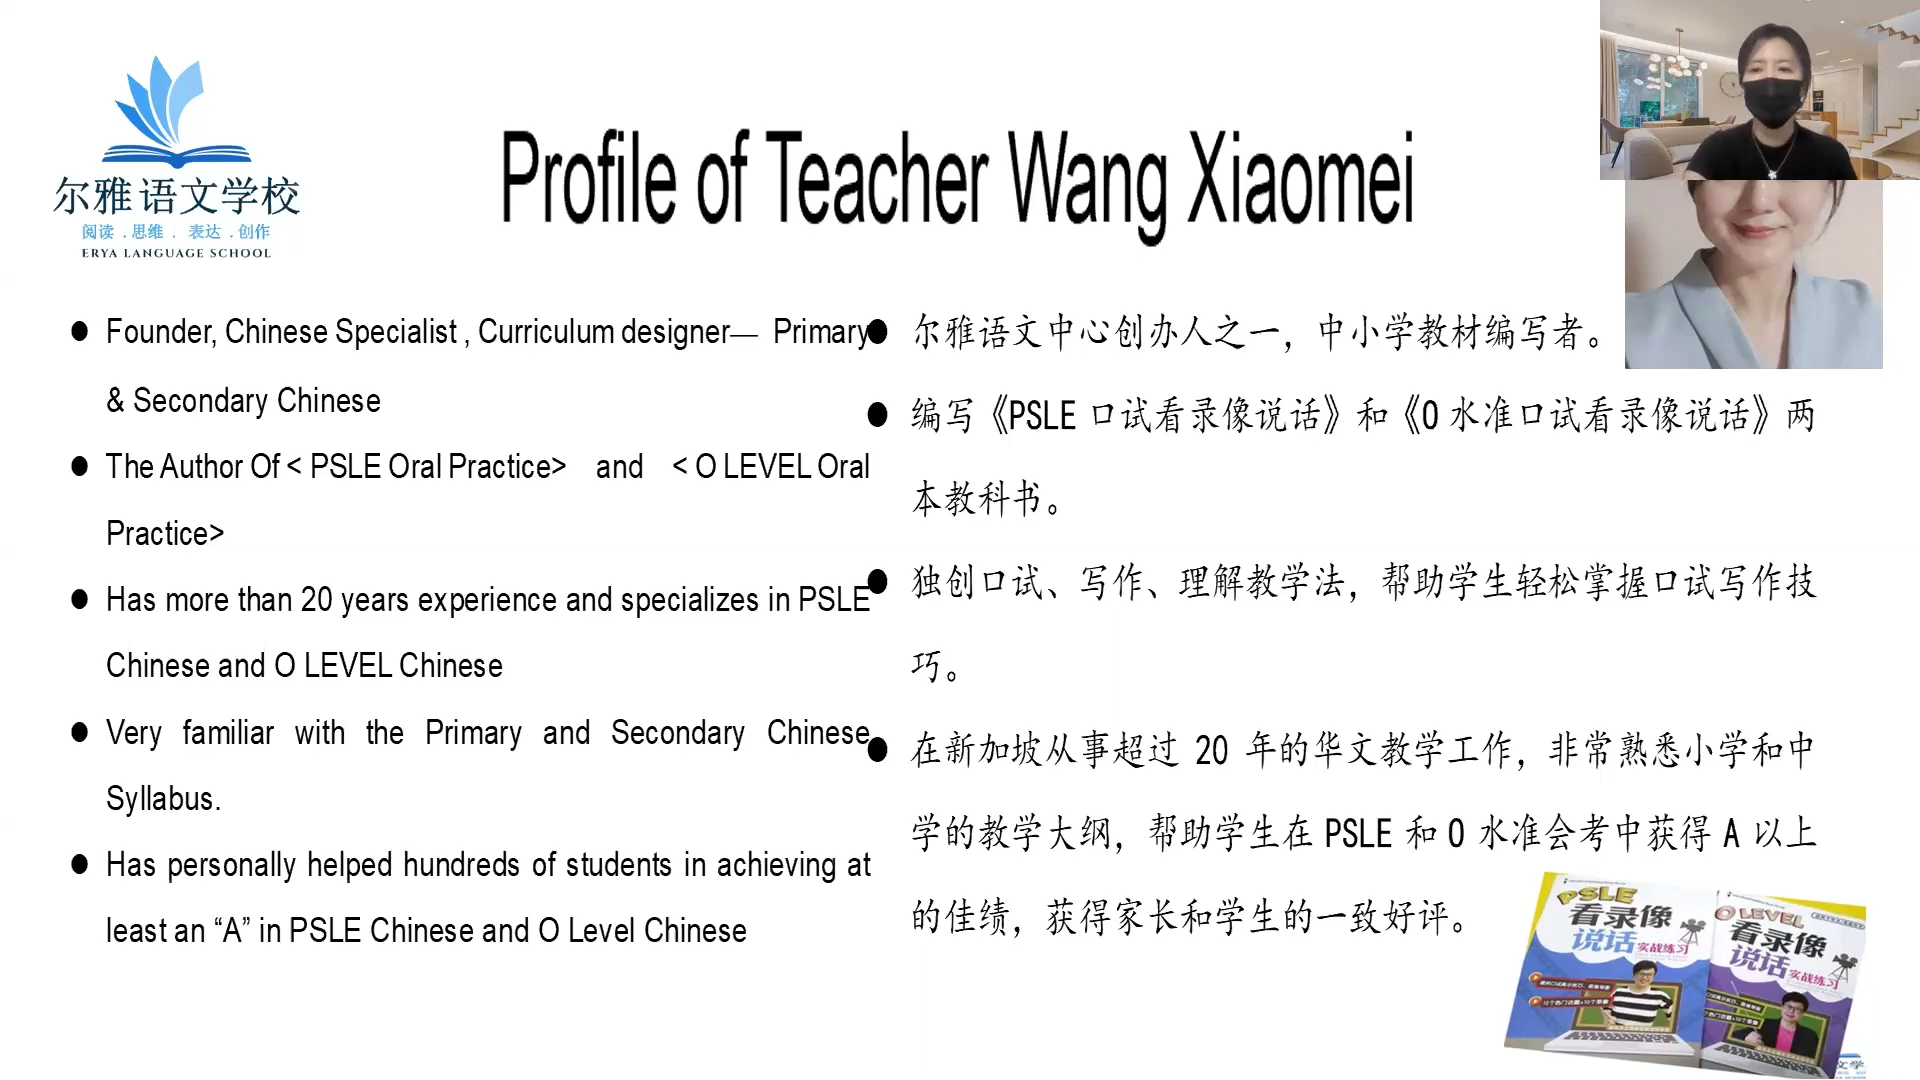 尔雅语文学校
阅读 . 思维 . 表达 . 创作
ERYA LANGUAGE SCHOOL
Profile of Teacher Wang Xiaomei
● Founder, Chinese Specialist , Curriculum designer— Primary
& Secondary Chinese
● The Author Of < PSLE Oral Practice> and < O LEVEL Oral
Practice>
● Has more than 20 years experience and specializes in PSLE
Chinese and O LEVEL Chinese
● Very familiar with the Primary and Secondary Chinese
Syllabus.
● Has personally helped hundreds of students in achieving at
least an “A” in PSLE Chinese and O Level Chinese
● 尔雅语文中心创办人之一，中小学教材编写者。
● 编写《PSLE 口试看录像说话》和《O 水准口试看录像说话》两
本教科书。
● 独创口试、写作、理解教学法，帮助学生轻松掌握口试写作技
巧。
● 在新加坡从事超过 20 年的华文教学工作，非常熟悉小学和中
学的教学大纲，帮助学生在 PSLE 和 O 水准会考中获得 A 以上
的佳绩，获得家长和学生的一致好评。
PSLE
看录像
说话 实战练习
O LEVEL
看录像
说话 实战练习
文学